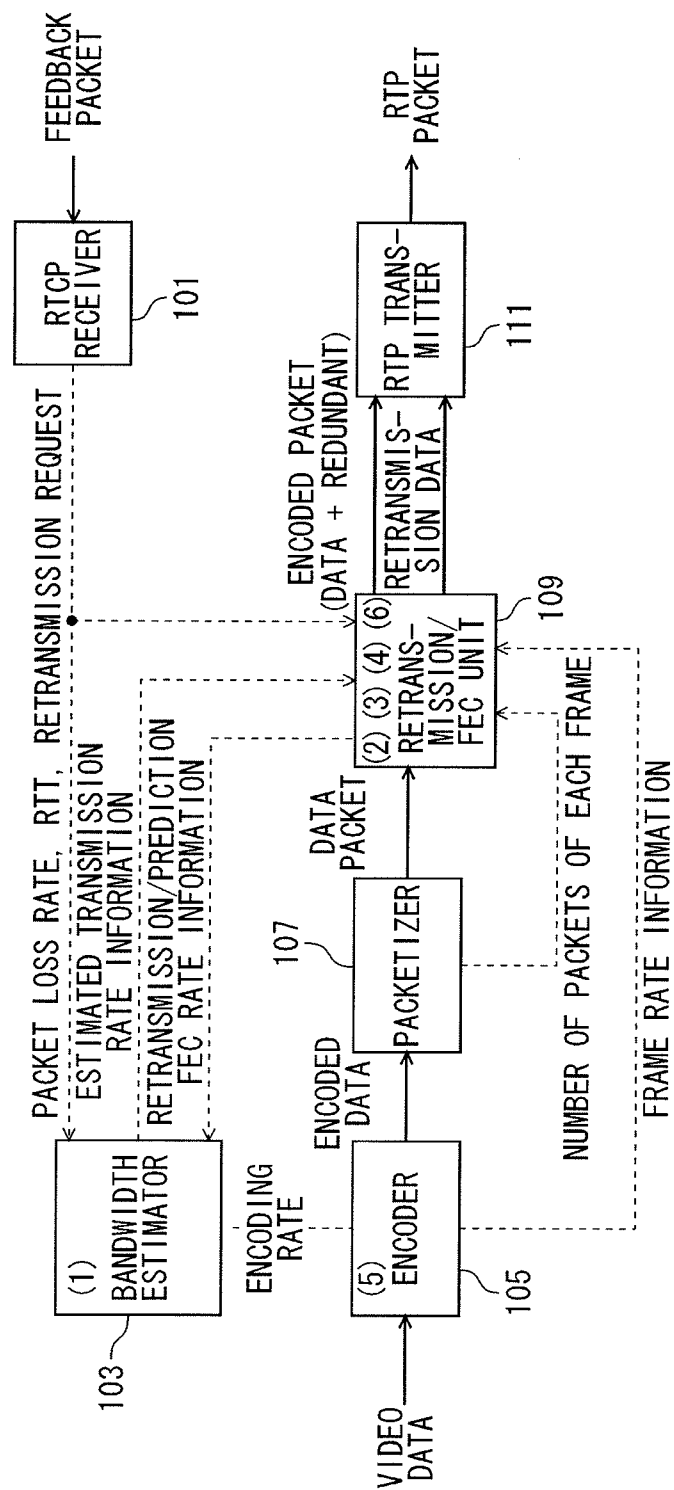 FEEDBACK
PACKET
RTCP
RECEIVER
101
PACKET LOSS RATE, RTT, RETRANSMISSION REQUEST
ESTIMATED TRANSMISSION
RATE INFORMATION
RETRANSMISSION/PREDICTION
FEC RATE INFORMATION
(1)
BANDWIDTH
ESTIMATOR
103
ENCODING
RATE
VIDEO
DATA
(5)
ENCODER
105
ENCODED
DATA
107
PACKETIZER
DATA
PACKET
(2) (3) (4) (6)
RETRANS-
MISSION/
FEC UNIT
109
ENCODED PACKET
(DATA + REDUNDANT)
RETRANSMIS-
SION DATA
RTP TRANS-
MITTER
111
RTP
PACKET
NUMBER OF PACKETS OF EACH FRAME
FRAME RATE INFORMATION